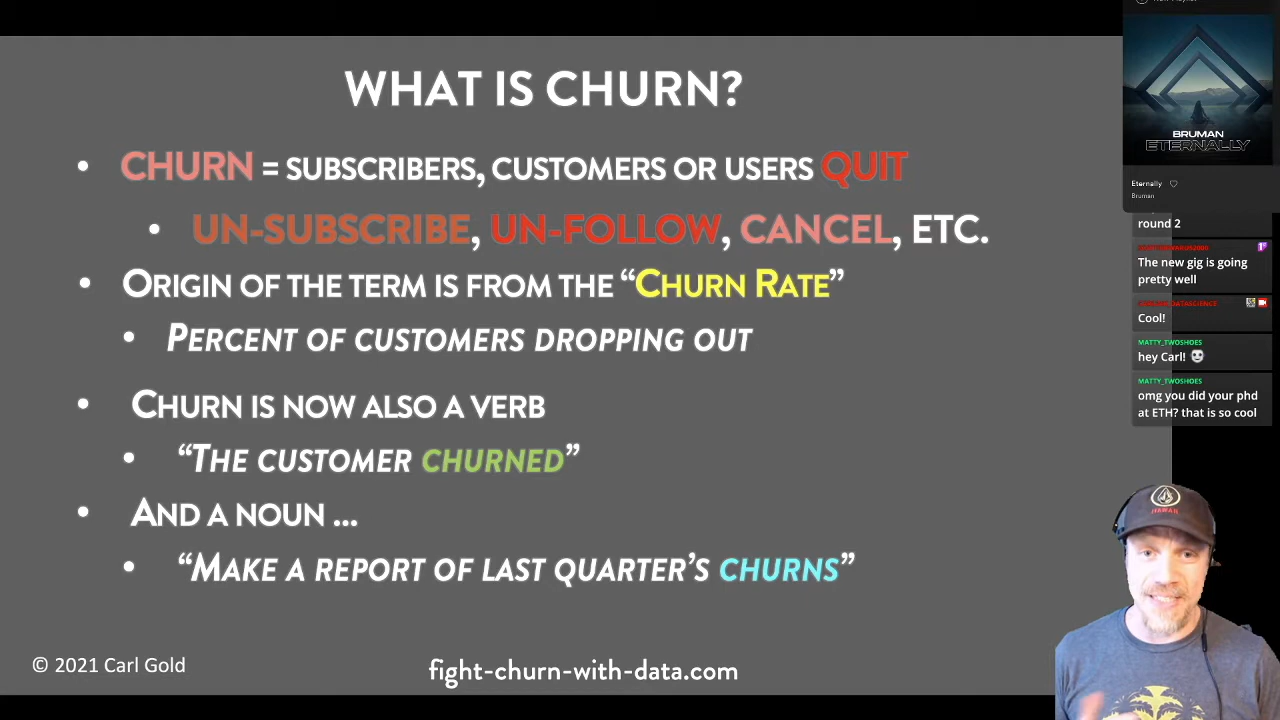 WHAT IS CHURN?
• CHURN = SUBSCRIBERS, CUSTOMERS OR USERS QUIT
• UN-SUBSCRIBE, UN-FOLLOW, CANCEL, ETC.
• ORIGIN OF THE TERM IS FROM THE “CHURN RATE”
• PERCENT OF CUSTOMERS DROPPING OUT
• CHURN IS NOW ALSO A VERB
• “THE CUSTOMER CHURNED”
• AND A NOUN ...
• “MAKE A REPORT OF LAST QUARTER’S CHURNS”
© 2021 Carl Gold
fight-churn-with-data.com
BRUMAN
ETERNALLY
Eternally
Bruman
round 2
The new gig is going
pretty well
Cool!
MATTY_TWOSHOES
hey Carl!
MATTY_TWOSHOES
omg you did your phd
at ETH? that is so cool
HAWAII